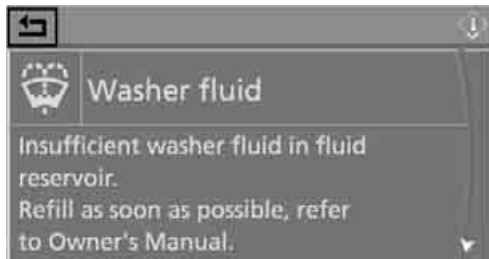 Washer fluid
Insufficient washer fluid in fluid
reservoir.
Refill as soon as possible, refer
to Owner's Manual.